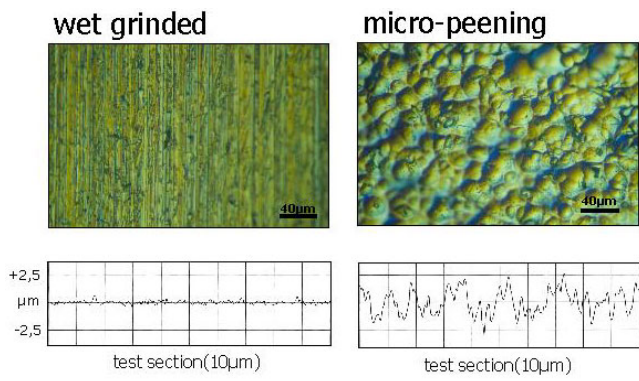 wet grinded
micro-peening
40µm
40µm
+2,5
µm
-2,5
test section(10µm)
test section(10µm)